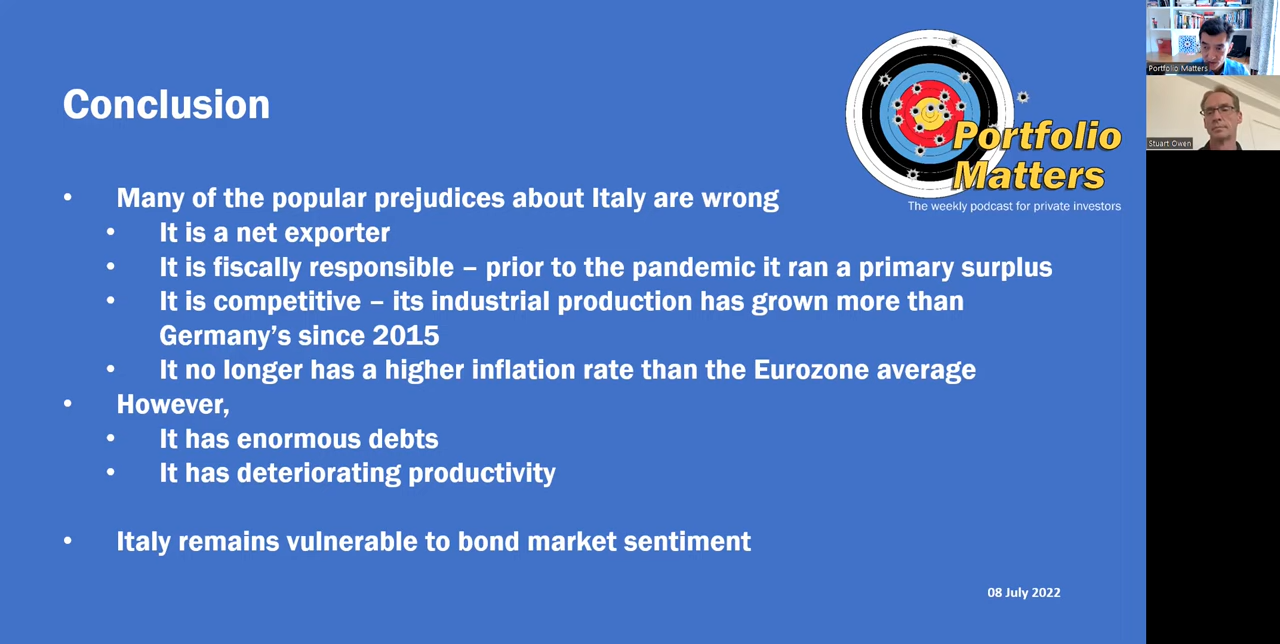 Conclusion
Portfolio
Matters
The weekly podcast for private investors
• Many of the popular prejudices about Italy are wrong
• It is a net exporter
• It is fiscally responsible – prior to the pandemic it ran a primary surplus
• It is competitive – its industrial production has grown more than
Germany’s since 2015
• It no longer has a higher inflation rate than the Eurozone average
• However,
• It has enormous debts
• It has deteriorating productivity
• Italy remains vulnerable to bond market sentiment
08 July 2022
Portfolio Matters
Stuart Owen